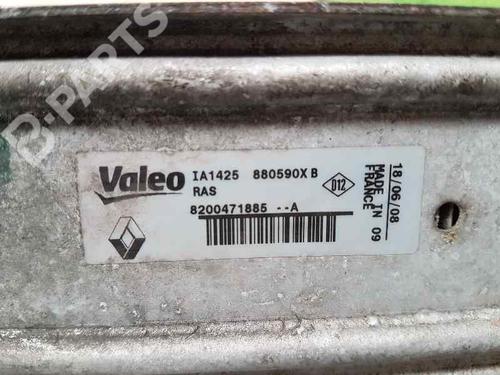 B-PARTS
Valeo
IA1425 880590X B
RAS
D12
8200471885 --A
18/06/08
MADE IN 09
FRANCE